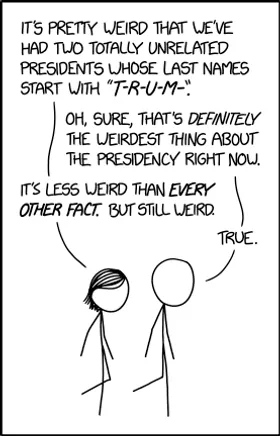 IT'S PRETTY WEIRD THAT WE'VE
HAD TWO TOTALLY UNRELATED
PRESIDENTS WHOSE LAST NAMES
START WITH "T-R-U-M-".
OH, SURE, THAT'S DEFINITELY
THE WEIRDEST THING ABOUT
THE PRESIDENCY RIGHT NOW.
IT'S LESS WEIRD THAN EVERY
OTHER FACT. BUT STILL WEIRD.
TRUE.